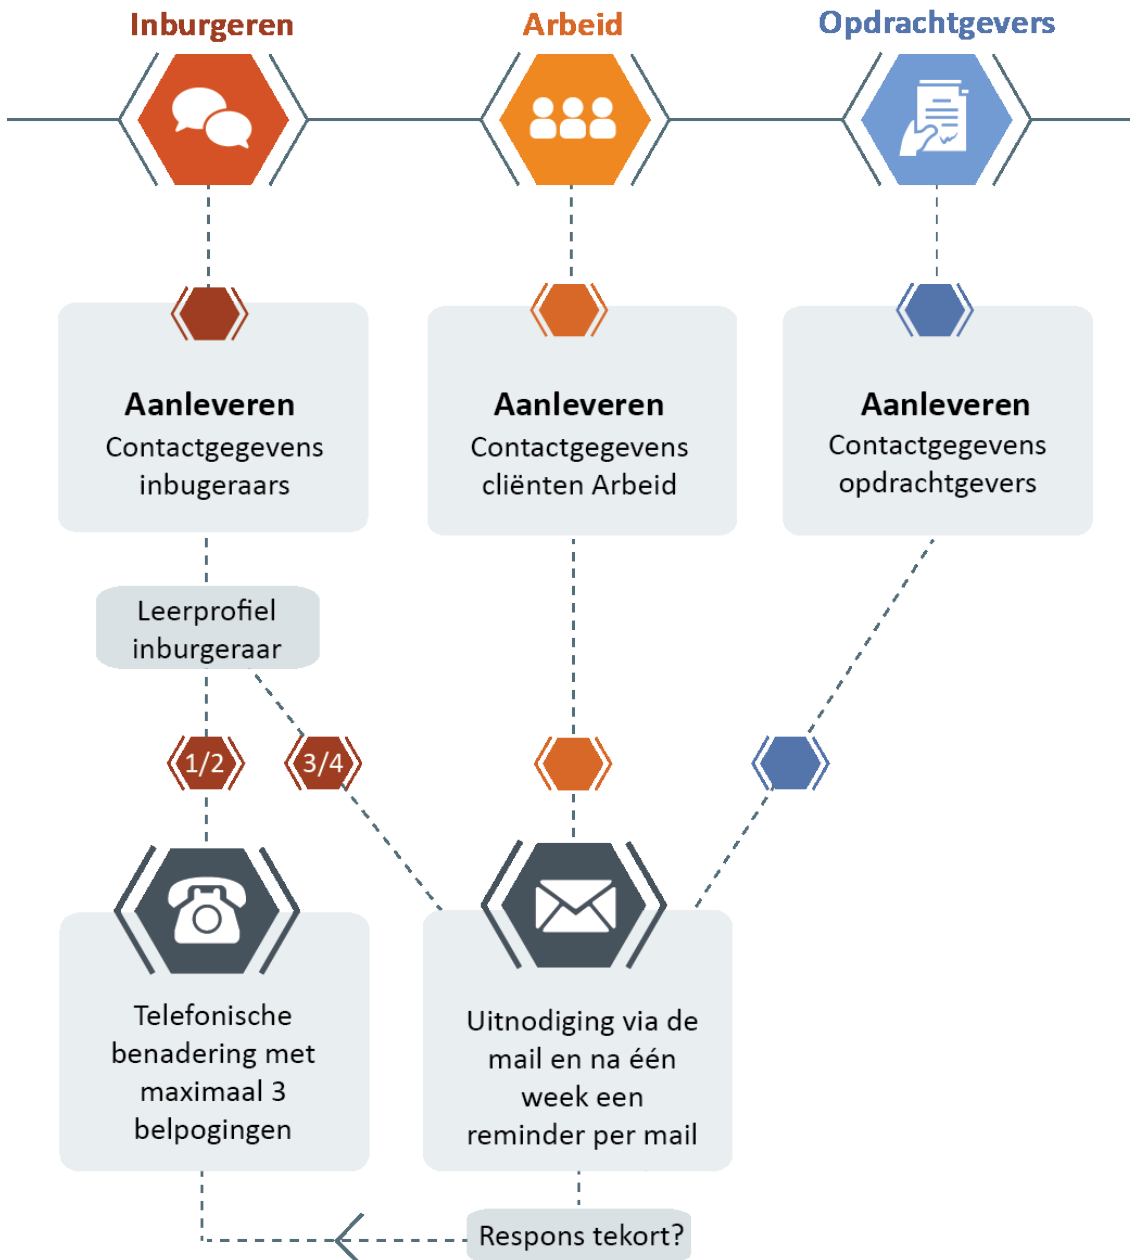 Inburgeren
Arbeid
Opdrachtgevers
Aanleveren
Contactgegevens
inbugeraars
Aanleveren
Contactgegevens
cliënten Arbeid
Aanleveren
Contactgegevens
opdrachtgevers
Leerprofiel
inburgeraar
1/2
3/4
Telefonische
benadering met
maximaal 3
belpogingen
Uitnodiging via de
mail en na één
week een
reminder per mail
Respons tekort?